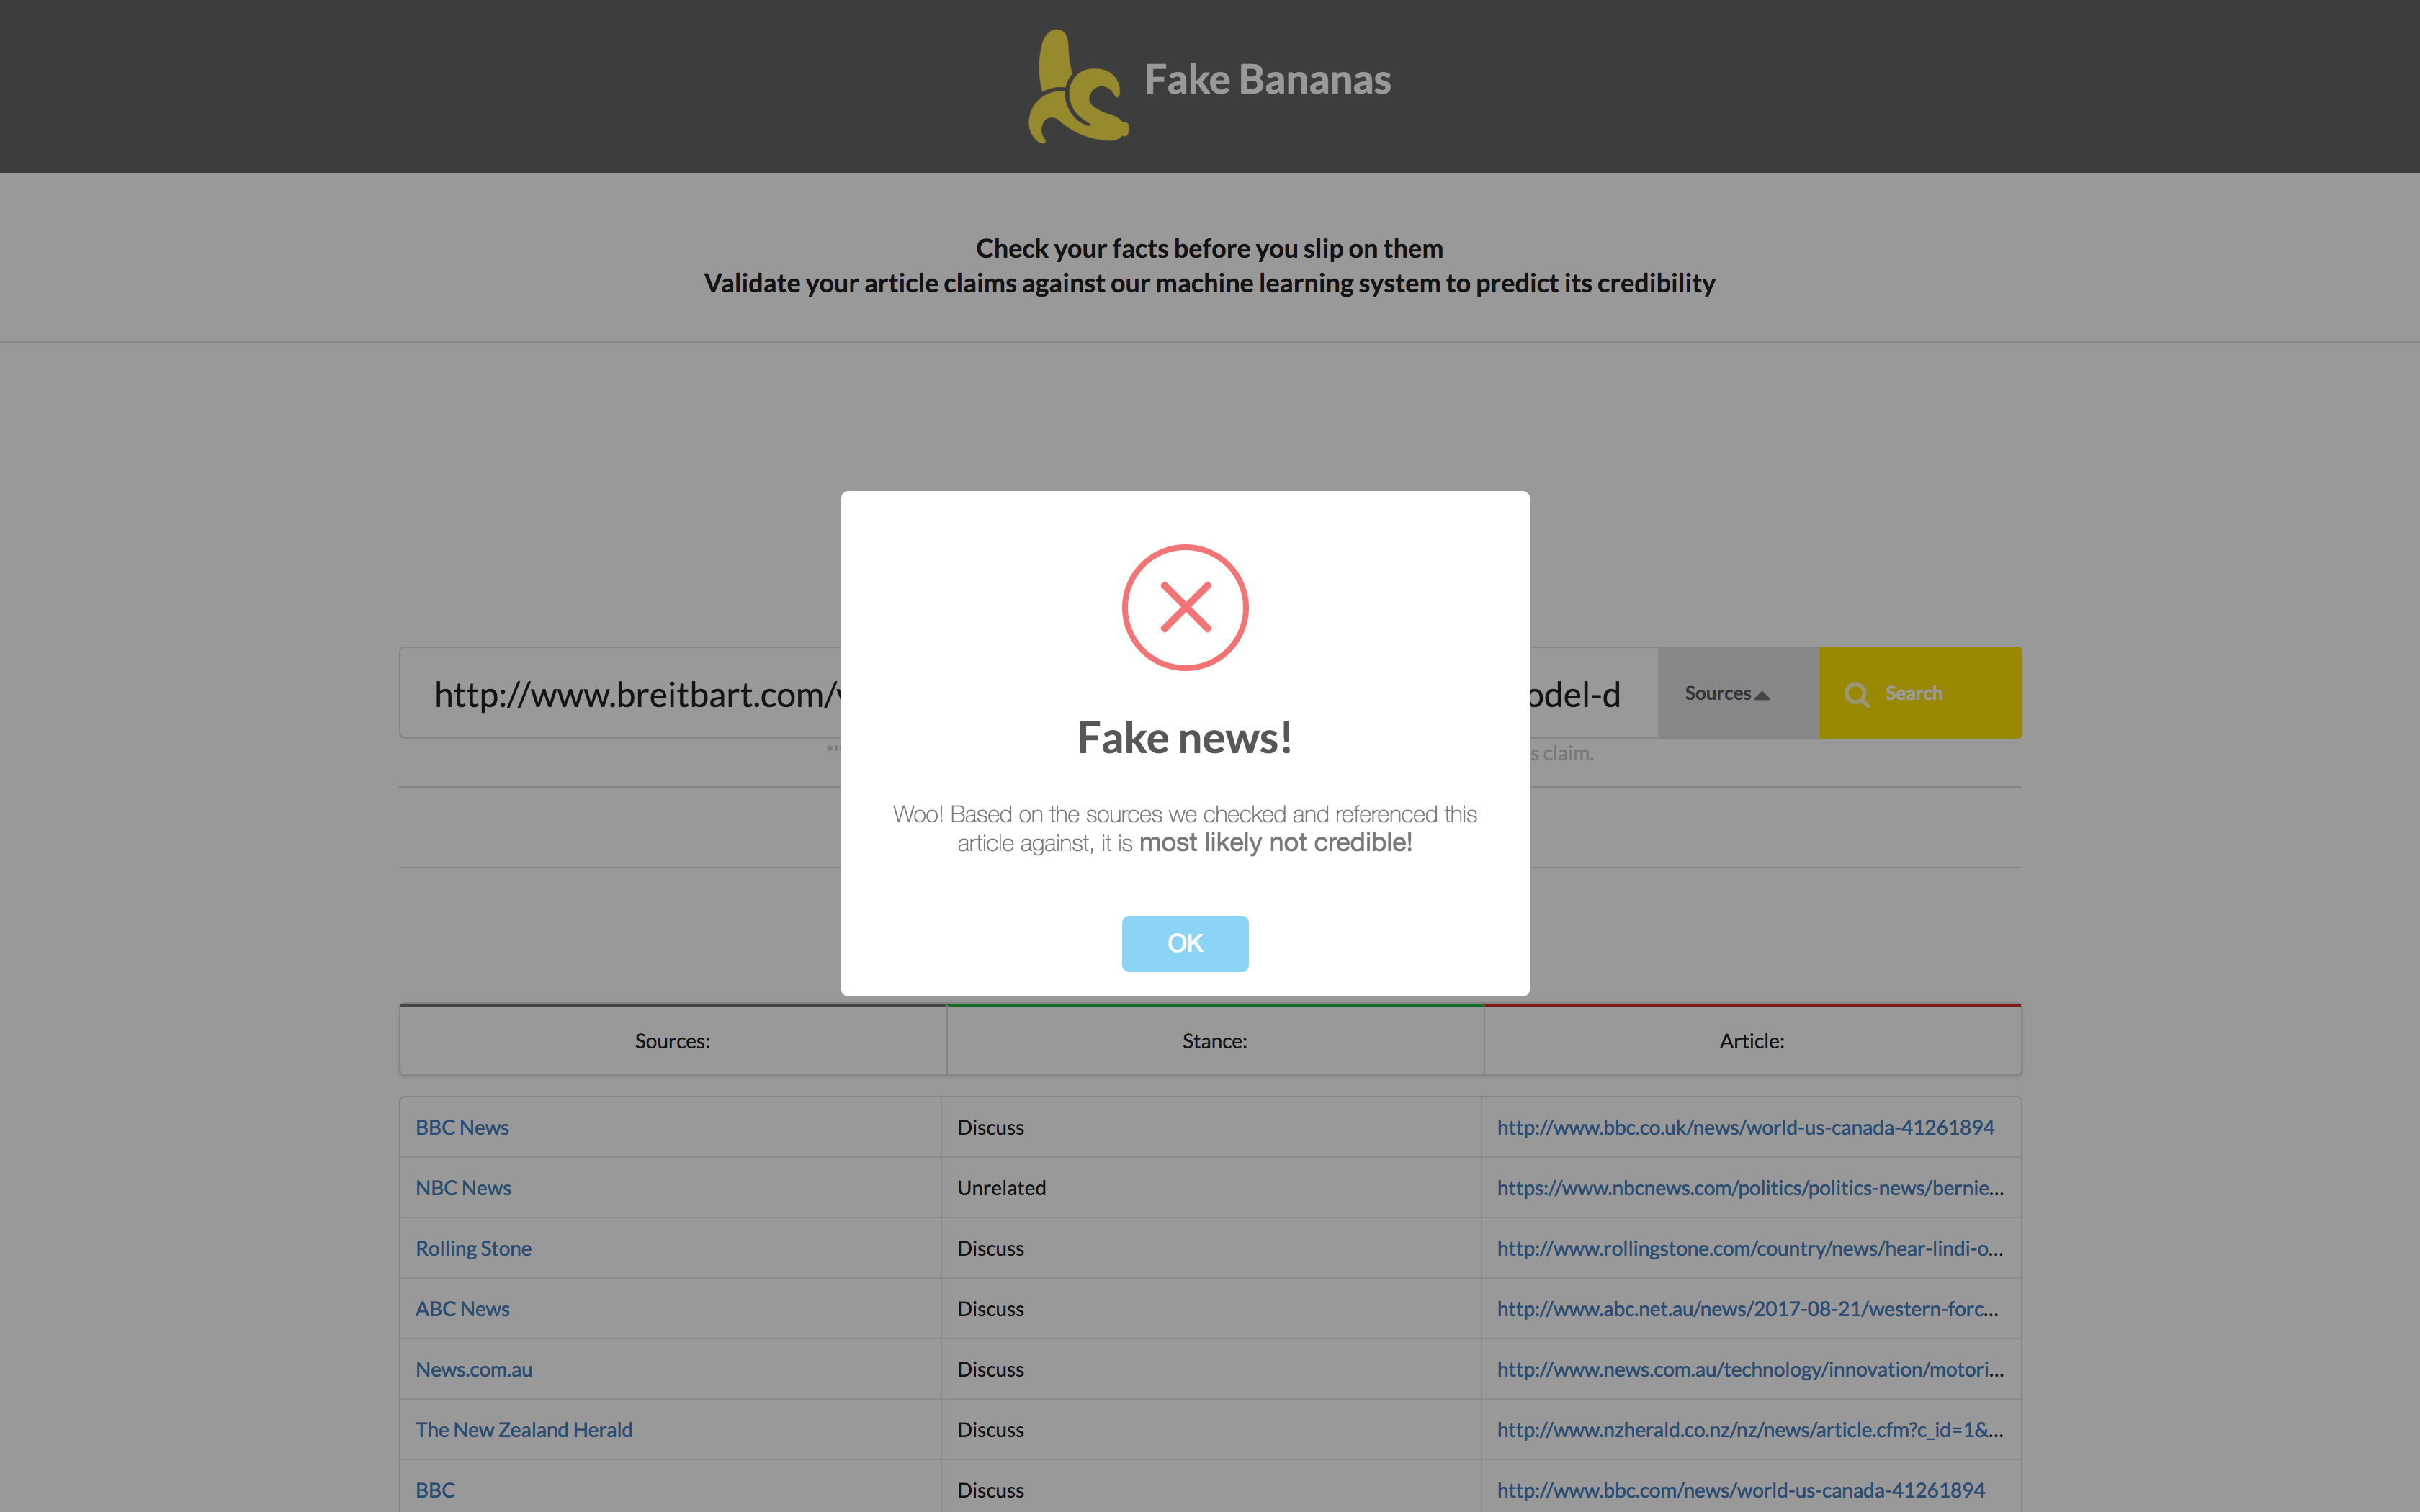 Fake Bananas
Check your facts before you slip on them
Validate your article claims against our machine learning system to predict its credibility
Fake news!
Woo! Based on the sources we checked and referenced this
article against, it is most likely not credible!
OK
http://www.breitbart.com/
odel-d
Sources
Search
s claim.
Sources:
Stance:
Article:
BBC News
Discuss
http://www.bbc.co.uk/news/world-us-canada-41261894
NBC News
Unrelated
https://www.nbcnews.com/politics/politics-news/bernie...
Rolling Stone
Discuss
http://www.rollingstone.com/country/news/hear-lindi-o...
ABC News
Discuss
http://www.abc.net.au/news/2017-08-21/western-forc...
News.com.au
Discuss
http://www.news.com.au/technology/innovation/motori...
The New Zealand Herald
Discuss
http://www.nzherald.co.nz/nz/news/article.cfm?c_id=1&...
BBC
Discuss
http://www.bbc.com/news/world-us-canada-41261894